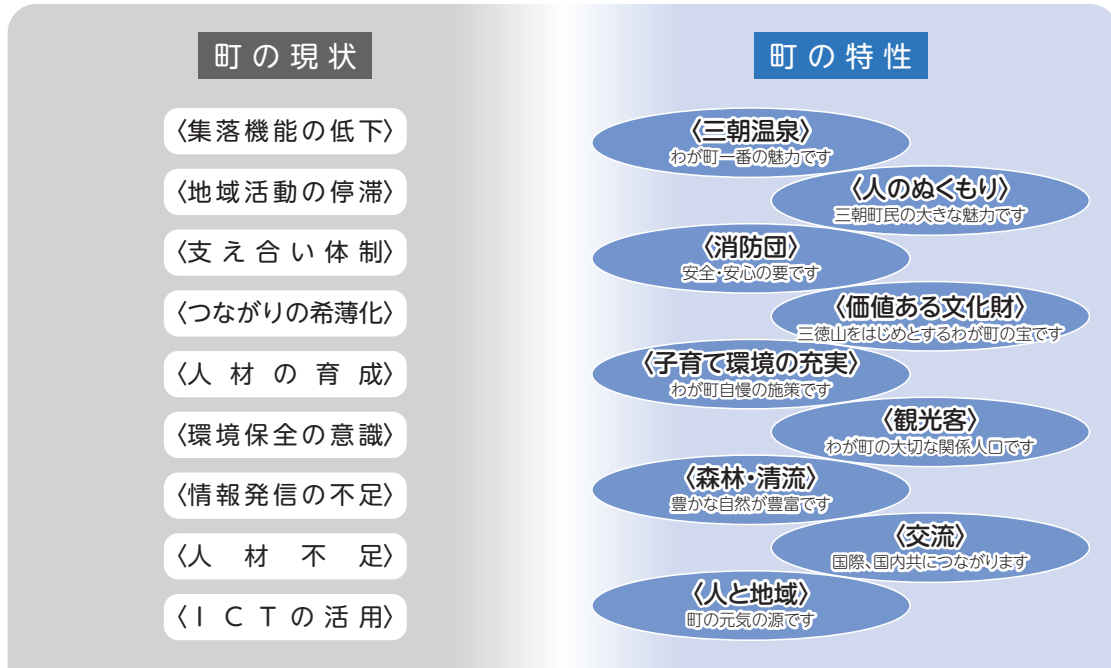 町の現状
〈集落機能の低下〉
〈地域活動の停滞〉
〈支え合い体制〉
〈つながりの希薄化〉
〈人材の育成〉
〈環境保全の意識〉
〈情報発信の不足〉
〈人材不足〉
〈ICTの活用〉
町の特性
〈三朝温泉〉
わが町一番の魅力です
〈人のぬくもり〉
三朝町民の大きな魅力です
〈消防団〉
安全・安心の要です
〈価値ある文化財〉
三徳山をはじめとするわが町の宝です
〈子育て環境の充実〉
わが町自慢の施策です
〈観光客〉
わが町の大切な関係人口です
〈森林・清流〉
豊かな自然が豊富です
〈交流〉
国際、国内共につながります
〈人と地域〉
町の元気の源です